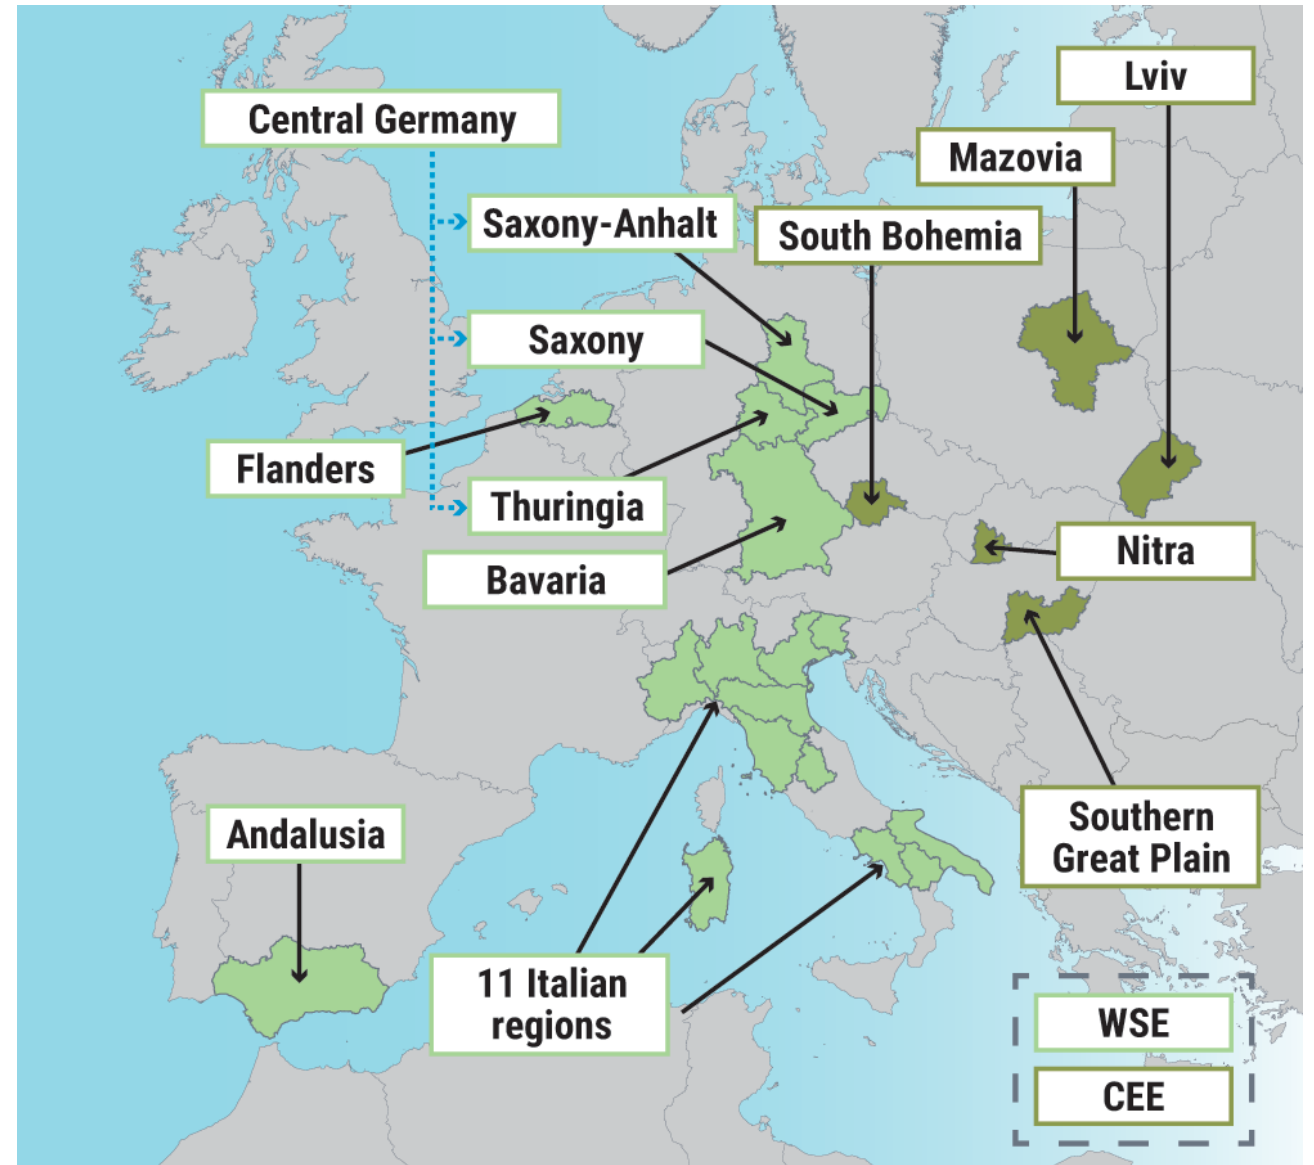 Lviv
Central Germany
Mazovia
Saxony-Anhalt
South Bohemia
Saxony
Flanders
Thuringia
Nitra
Bavaria
Southern
Great Plain
Andalusia
11 Italian
regions
WSE
CEE